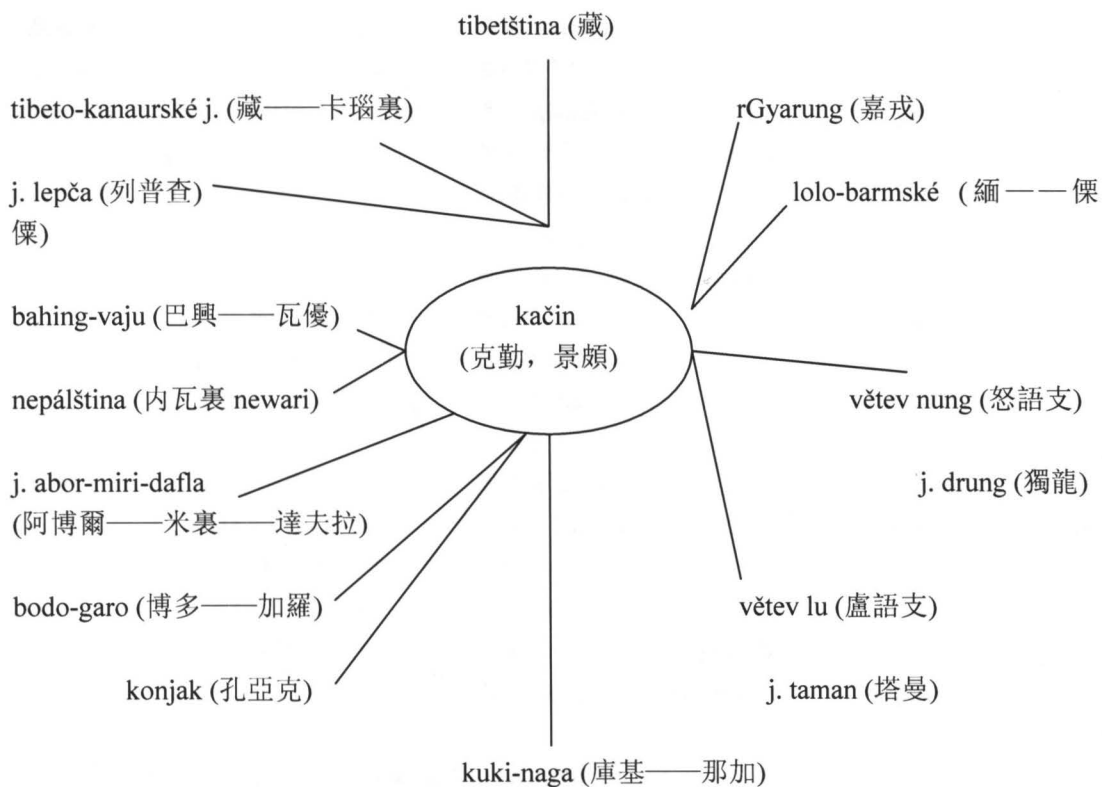 tibetština (藏)
tibeto-kanaurské j. (藏——卡瑙裏)
rGyarung (嘉戎)
j. lepča (列普查)
lolo-barmské (緬——傈
僳)
bahing-vaju (巴興——瓦優)
kačin
(克勤，景頗)
nepálština (内瓦裏 newari)
větev nung (怒語支)
j. abor-miri-dafla
j. drung (獨龍)
(阿博爾——米裏——達夫拉)
bodo-garo (博多——加羅)
větev lu (盧語支)
konjak (孔亞克)
j. taman (塔曼)
kuki-naga (庫基——那加)